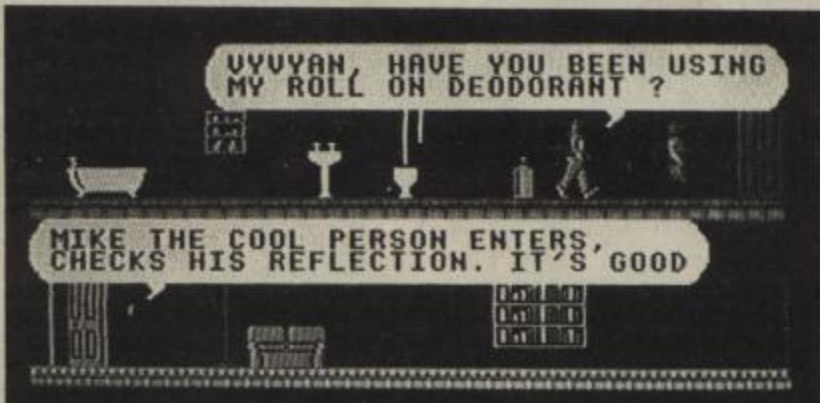 VYVYAN, HAVE YOU BEEN USING
MY ROLL ON DEODORANT ?
MIKE THE COOL PERSON ENTERS,
CHECKS HIS REFLECTION. IT'S GOOD